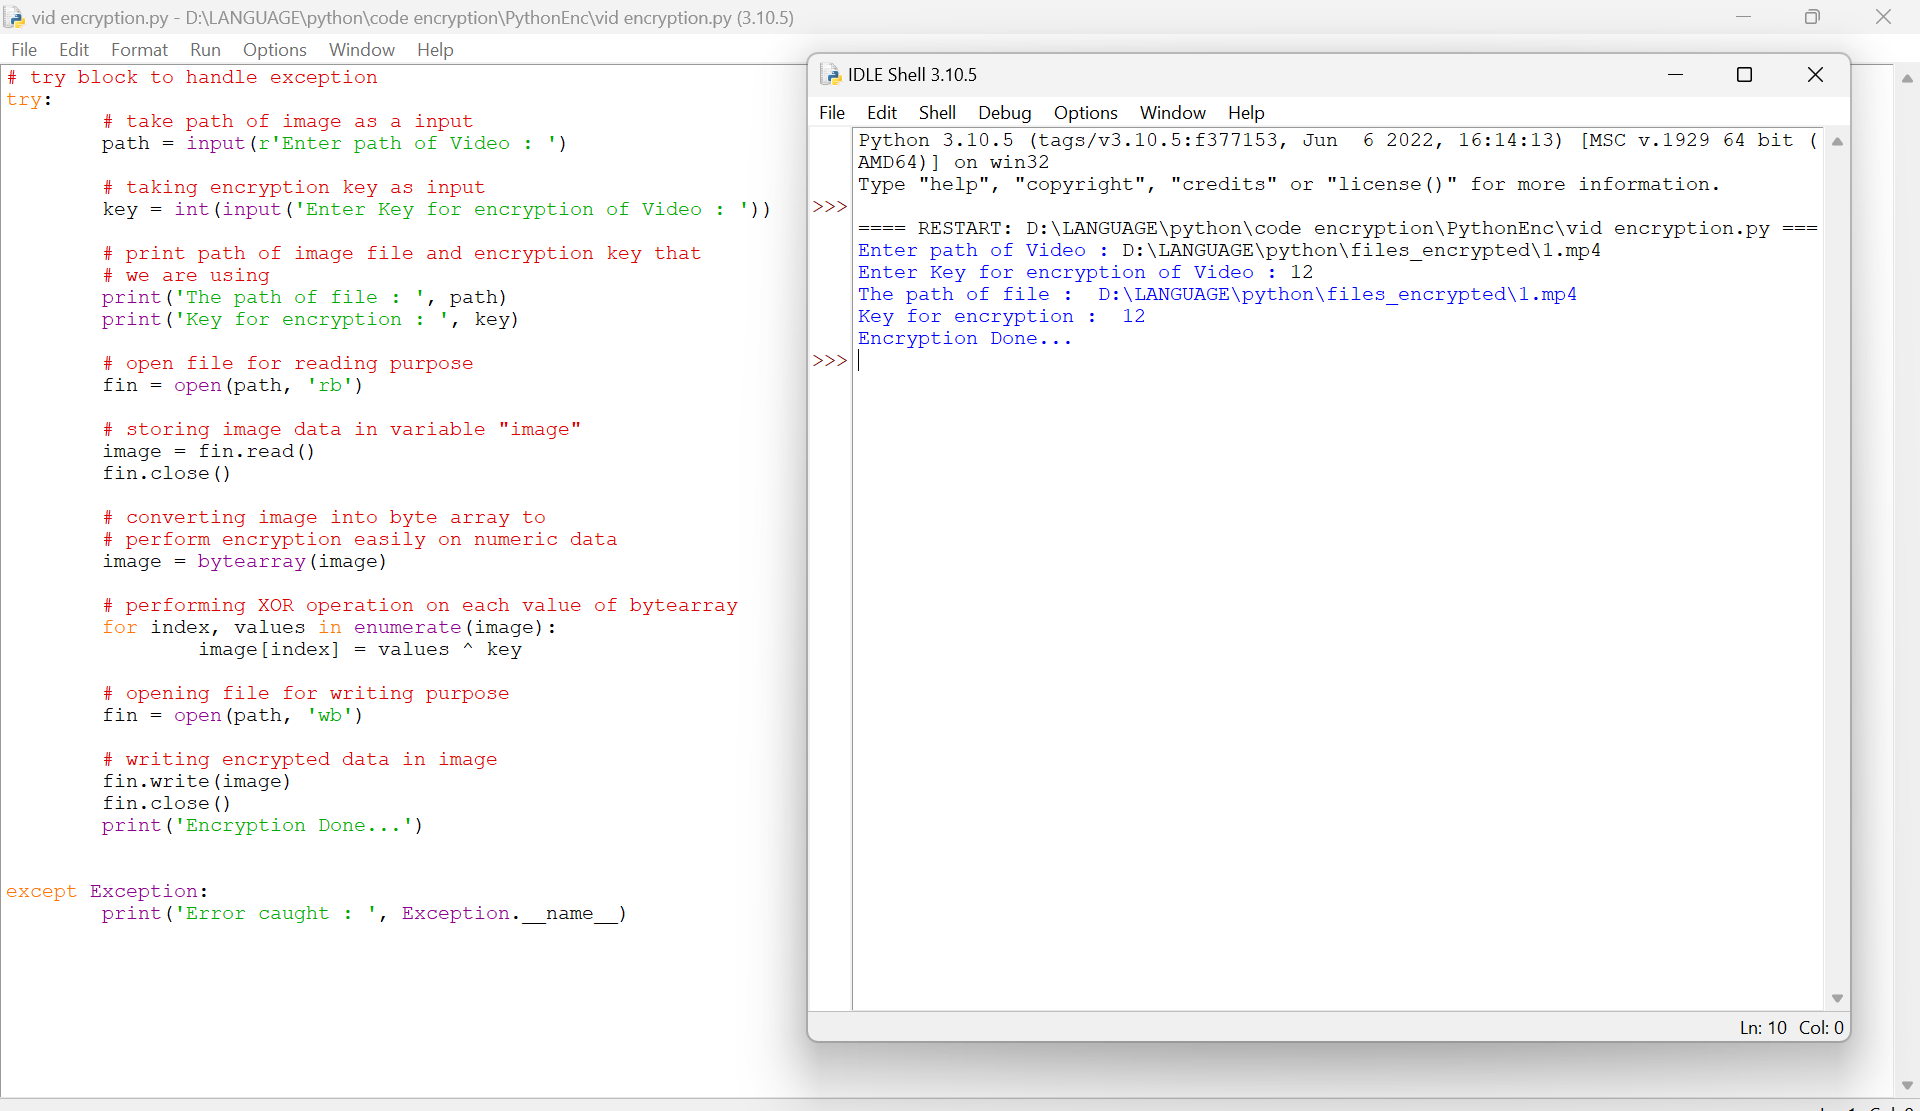 vid encryption.py - D:\LANGUAGE\python\code encryption\PythonEnc\vid encryption.py (3.10.5)
File Edit Format Run Options Window Help
# try block to handle exception
try:
# take path of image as a input
path = input(r'Enter path of Video : ')
# taking encryption key as input
key = int(input('Enter Key for encryption of Video : '))
# print path of image file and encryption key that
# we are using
print('The path of file : ', path)
print('Key for encryption : ', key)
# open file for reading purpose
fin = open(path, 'rb')
# storing image data in variable "image"
image = fin.read()
fin.close()
# converting image into byte array to
# perform encryption easily on numeric data
image = bytearray(image)
# performing XOR operation on each value of bytearray
for index, values in enumerate(image):
image[index] = values ^ key
# opening file for writing purpose
fin = open(path, 'wb')
# writing encrypted data in image
fin.write(image)
fin.close()
print('Encryption Done...')
except Exception:
print('Error caught : ', Exception.__name__)
IDLE Shell 3.10.5
File Edit Shell Debug Options Window Help
Python 3.10.5 (tags/v3.10.5:f377153, Jun  6 2022, 16:14:13) [MSC v.1929 64 bit (
AMD64)] on win32
Type "help", "copyright", "credits" or "license()" for more information.
>>>
==== RESTART: D:\LANGUAGE\python\code encryption\PythonEnc\vid encryption.py ===
Enter path of Video : D:\LANGUAGE\python\files_encrypted\1.mp4
Enter Key for encryption of Video : 12
The path of file :  D:\LANGUAGE\python\files_encrypted\1.mp4
Key for encryption :  12
Encryption Done...
>>>
Ln: 10 Col: 0